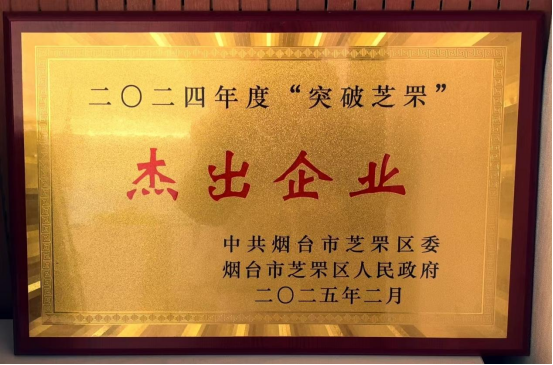 二〇二四年度“突破芝罘”
杰出企业
中共烟台市芝罘区委
烟台市芝罘区人民政府
二〇二五年二月